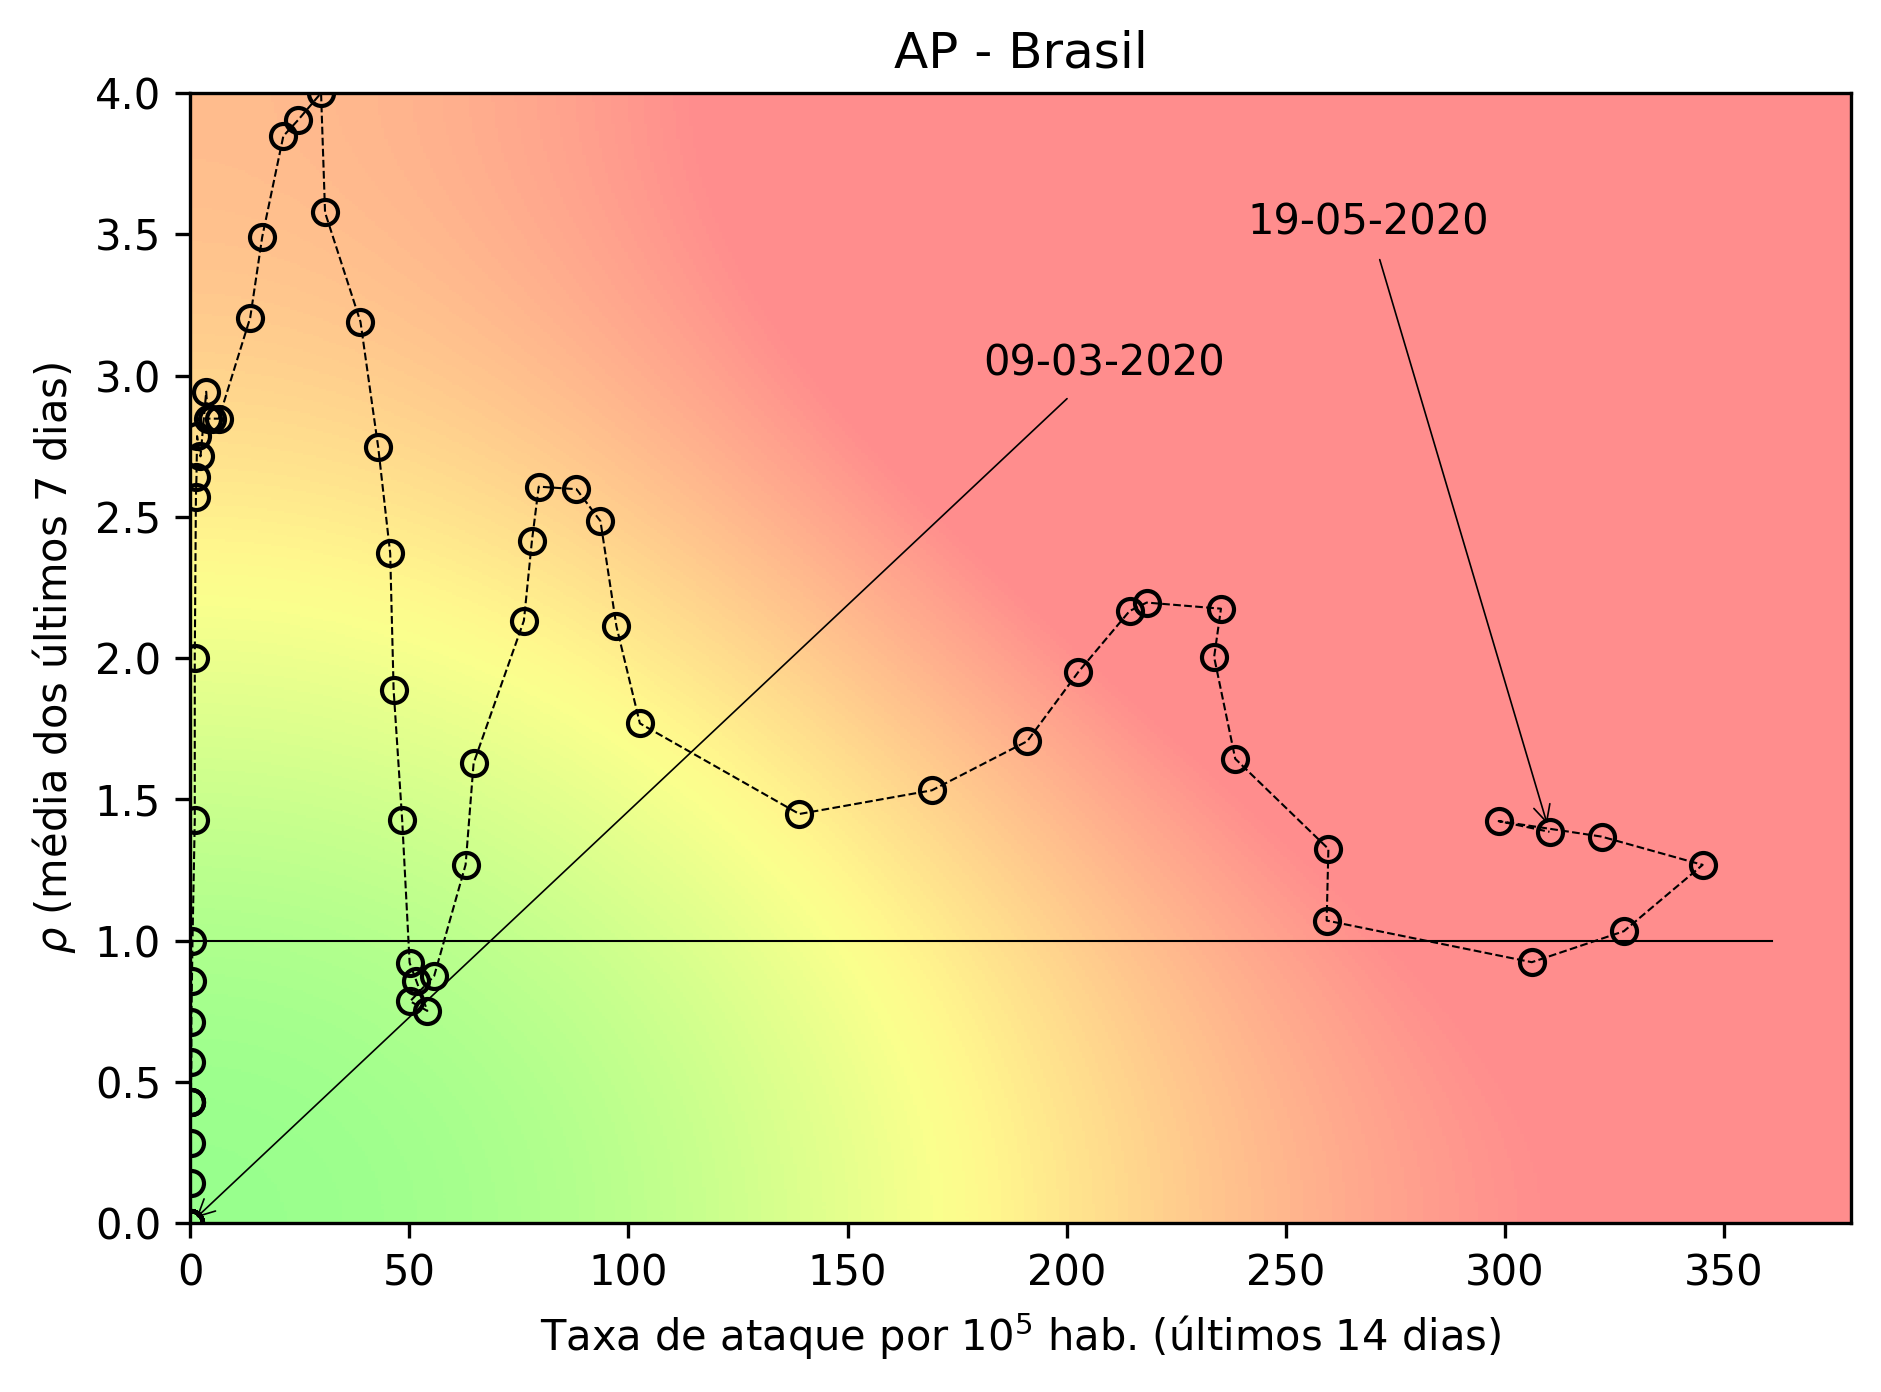 AP - Brasil
4.0
3.5
3.0
2.5
2.0
1.5
1.0
0.5
0.0
ρ (média dos últimos 7 dias)
19-05-2020
09-03-2020
0 50 100 150 200 250 300 350
Taxa de ataque por 10⁵ hab. (últimos 14 dias)